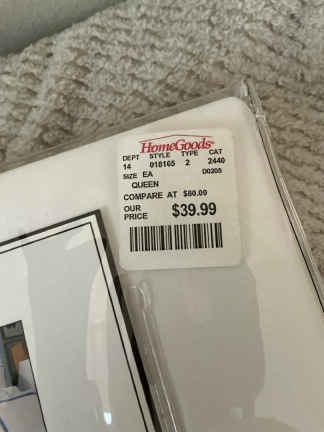 HomeGoods®
DEPT STYLE TYPE CAT
14 018165 2 2440
SIZE EA D0205
QUEEN
COMPARE AT $80.00
OUR PRICE $39.99